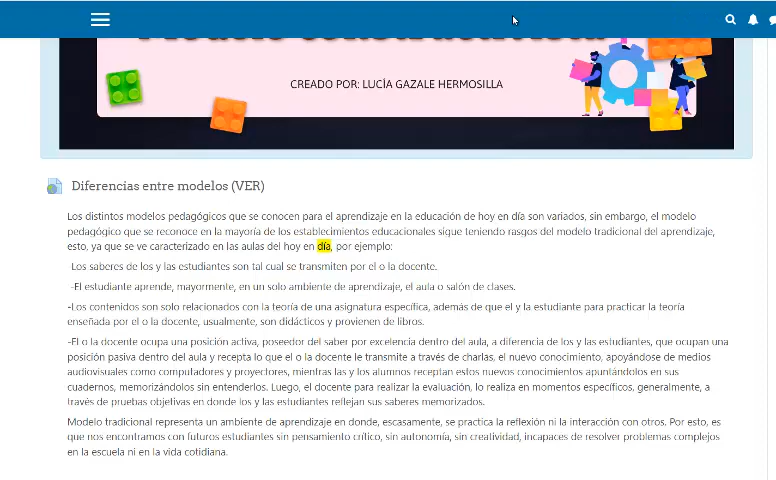 CREADO POR: LUCÍA GAZALE HERMOSILLA
Diferencias entre modelos (VER)
Los distintos modelos pedagógicos que se conocen para el aprendizaje en la educación de hoy en día son variados, sin embargo, el modelo
pedagógico que se reconoce en la mayoría de los establecimientos educacionales sigue teniendo rasgos del modelo tradicional del aprendizaje,
esto, ya que se ve caracterizado en las aulas del hoy en día, por ejemplo:
-Los saberes de los y las estudiantes son tal cual se transmiten por el o la docente.
-El estudiante aprende, mayormente, en un solo ambiente de aprendizaje, el aula o salón de clases.
-Los contenidos son solo relacionados con la teoría de una asignatura específica, además de que el y la estudiante para practicar la teoría
enseñada por el o la docente, usualmente, son didácticos y provienen de libros.
-El o la docente ocupa una posición activa, poseedor del saber por excelencia dentro del aula, a diferencia de los y las estudiantes, que ocupan una
posición pasiva dentro del aula y recepta lo que el o la docente le transmite a través de charlas, el nuevo conocimiento, apoyándose de medios
audiovisuales como computadores y proyectores, mientras las y los alumnos receptan estos nuevos conocimientos apuntándolos en sus
cuadernos, memorizándolos sin entenderlos. Luego, el docente para realizar la evaluación, lo realiza en momentos específicos, generalmente, a
través de pruebas objetivas en donde los y las estudiantes reflejan sus saberes memorizados.
Modelo tradicional representa un ambiente de aprendizaje en donde, escasamente, se practica la reflexión ni la interacción con otros. Por esto, es
que nos encontramos con futuros estudiantes sin pensamiento crítico, sin autonomía, sin creatividad, incapaces de resolver problemas complejos
en la escuela ni en la vida cotidiana.